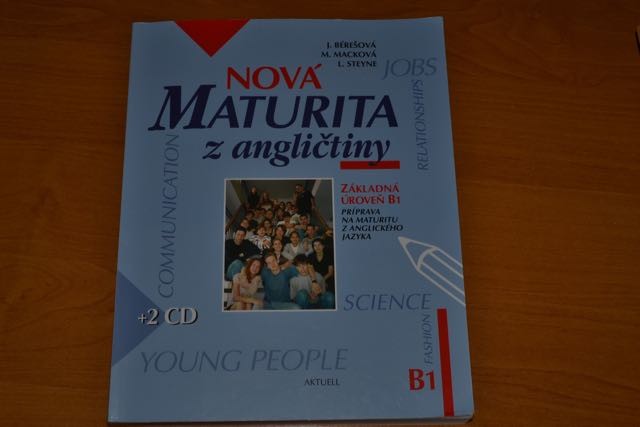 J. BÉREŠOVÁ
M. MACKOVÁ
L. STEYNE
JOBS
RELATIONSHIPS
NOVÁ
MATURITA
z angličtiny
COMMUNICATION
ZÁKLADNÁ
ÚROVEŇ B1
PRÍPRAVA
NA MATURITU
Z ANGLICKÉHO
JAZYKA
SCIENCE
+2 CD
FASHION
YOUNG PEOPLE
AKTUELL
B1